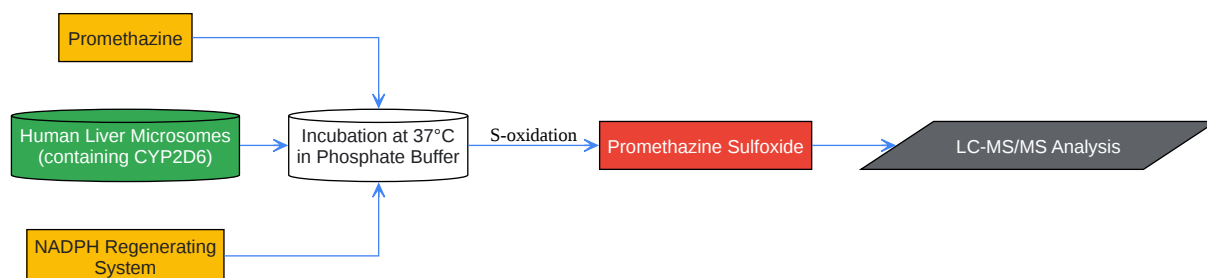 Promethazine
Human Liver Microsomes
(containing CYP2D6)
Incubation at 37°C
in Phosphate Buffer
S-oxidation
Promethazine Sulfoxide
LC-MS/MS Analysis
NADPH Regenerating
System